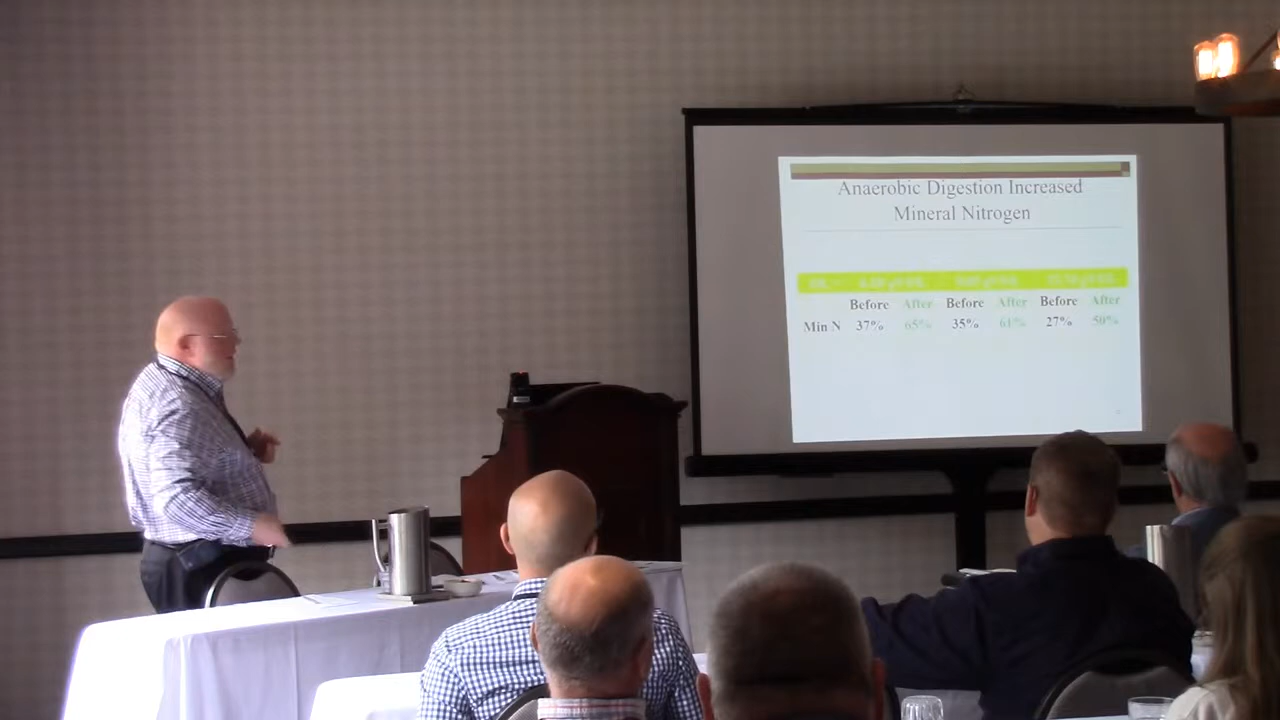 Anaerobic Digestion Increased
Mineral Nitrogen
Before After Before After Before After
Min N 37% 65% 35% 61% 27% 50%